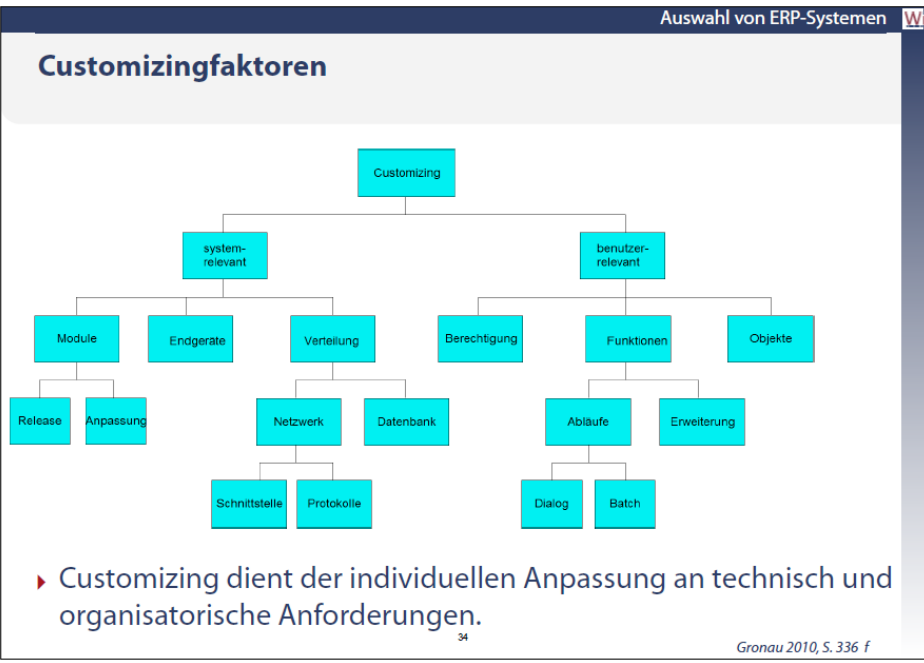 Auswahl von ERP-Systemen
Customizingfaktoren
Customizing
system-
relevant
benutzer-
relevant
Module
Endgeräte
Verteilung
Berechtigung
Funktionen
Objekte
Release
Anpassung
Netzwerk
Datenbank
Abläufe
Erweiterung
Schnittstelle
Protokolle
Dialog
Batch
Customizing dient der individuellen Anpassung an technisch und
organisatorische Anforderungen.
34
Gronau 2010, S. 336 f